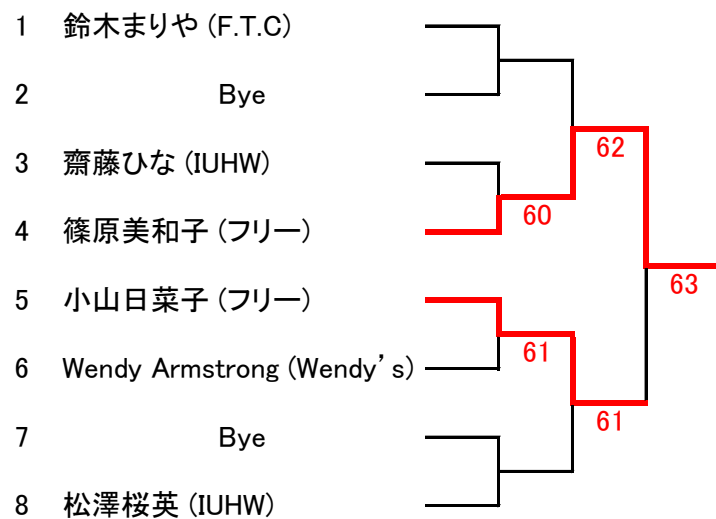 1 鈴木まりや (F.T.C)
2 Bye
62
3 齋藤ひな (IUHW)
60
4 篠原美和子 (フリー)
63
5 小山日菜子 (フリー)
61
6 Wendy Armstrong (Wendy’s)
61
7 Bye
8 松澤桜英 (IUHW)